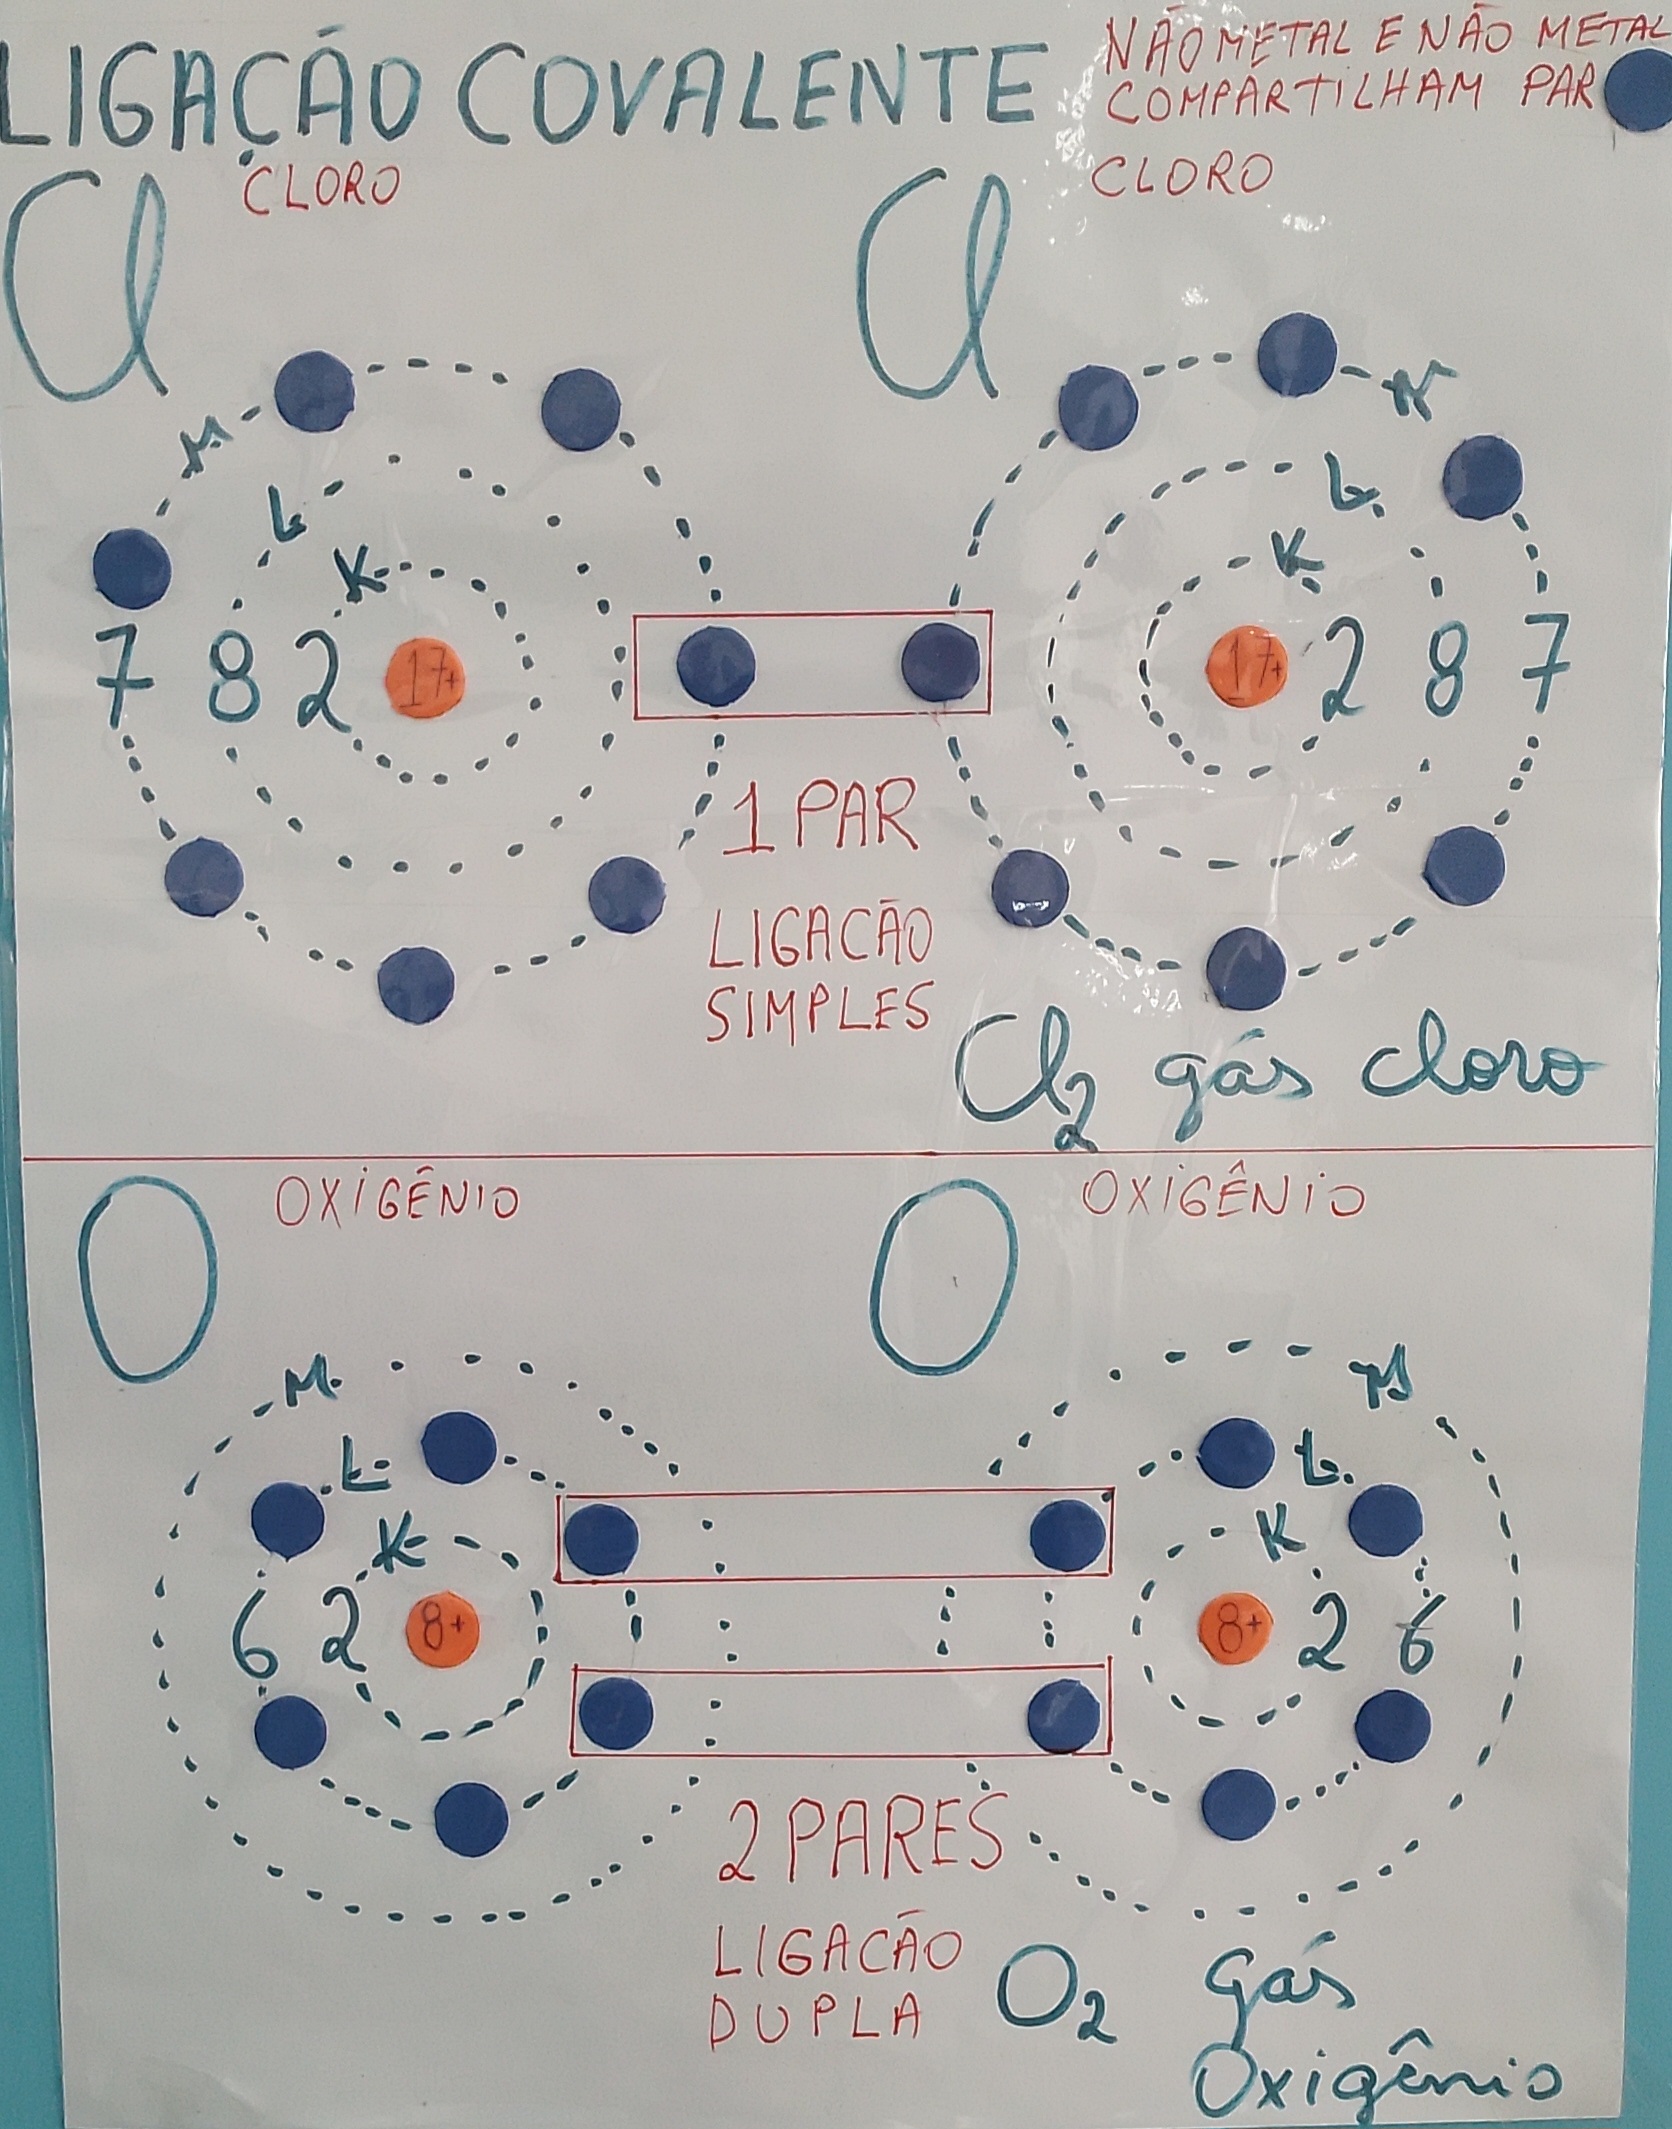 LIGAÇÃO COVALENTE
NÃO METAL E NÃO METAL
COMPARTILHAM PAR
CLORO
CLORO
Cl
Cl
M
L
K
7 8 2 17+
M
L
K
17+ 2 8 7
1 PAR
LIGACÃO
SIMPLES
Cl2 gás cloro
OXIGÊNIO
OXIGÊNIO
O
O
M
L
K
6 2 8+
M
L
K
8+ 2 6
2 PARES
LIGACÃO
DUPLA
O2 gás
Oxigênio